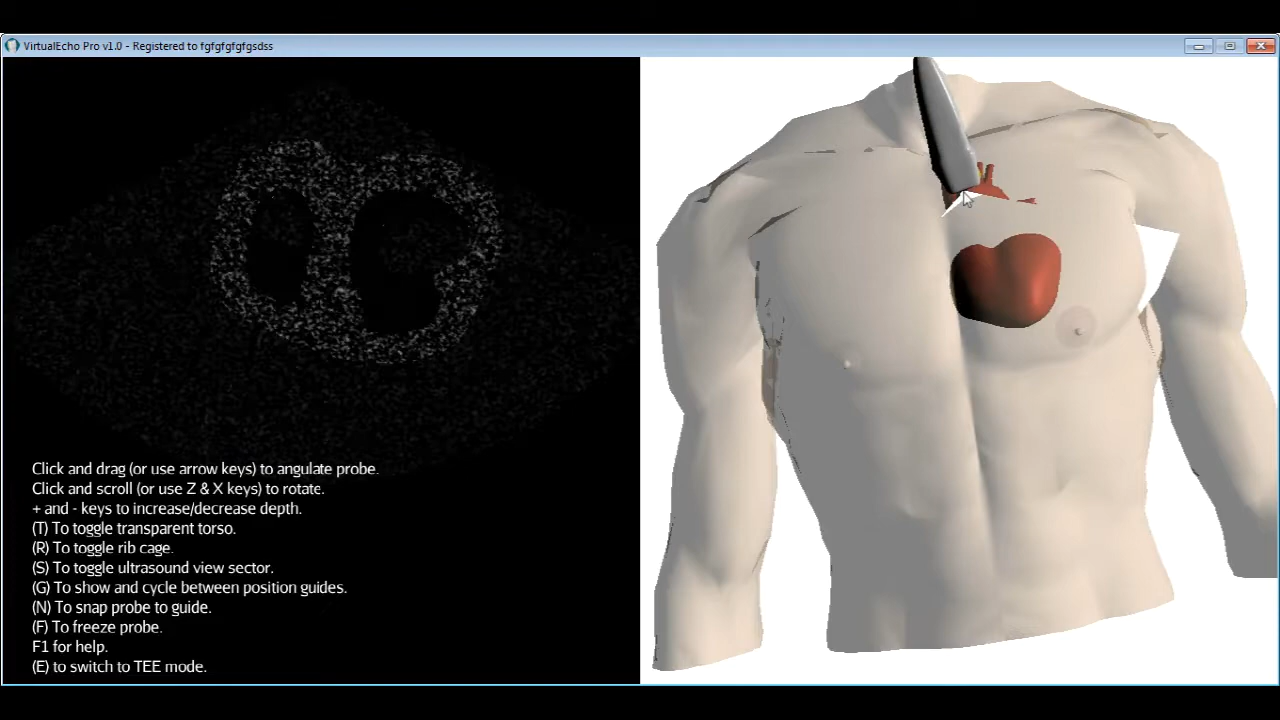 VirtualEcho Pro v1.0 - Registered to fgfgfgfgfgsdss
Click and drag (or use arrow keys) to angulate probe.
Click and scroll (or use Z & X keys) to rotate.
+ and - keys to increase/decrease depth.
(T) To toggle transparent torso.
(R) To toggle rib cage.
(S) To toggle ultrasound view sector.
(G) To show and cycle between position guides.
(N) To snap probe to guide.
(F) To freeze probe.
F1 for help.
(E) to switch to TEE mode.